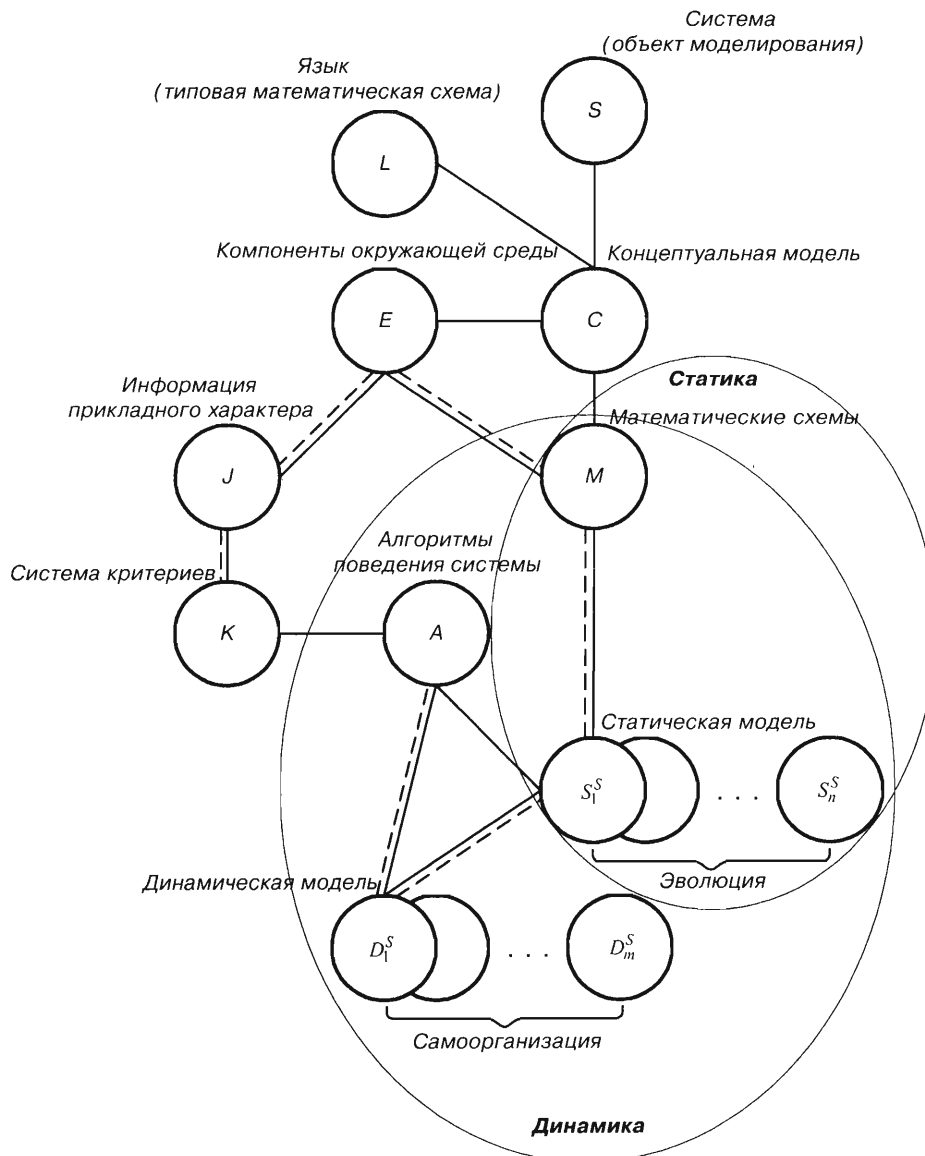 Система
(объект моделирования)
Язык
(типовая математическая схема)
S
L
Компоненты окружающей среды
Концептуальная модель
E
C
Статика
Информация
прикладного характера
Математические схемы
J
M
Алгоритмы
поведения системы
Система критериев
K
A
Статическая модель
S₁ˢ
. . .
Sₙˢ
Эволюция
Динамическая модель
D₁ˢ
. . .
Dₘˢ
Самоорганизация
Динамика